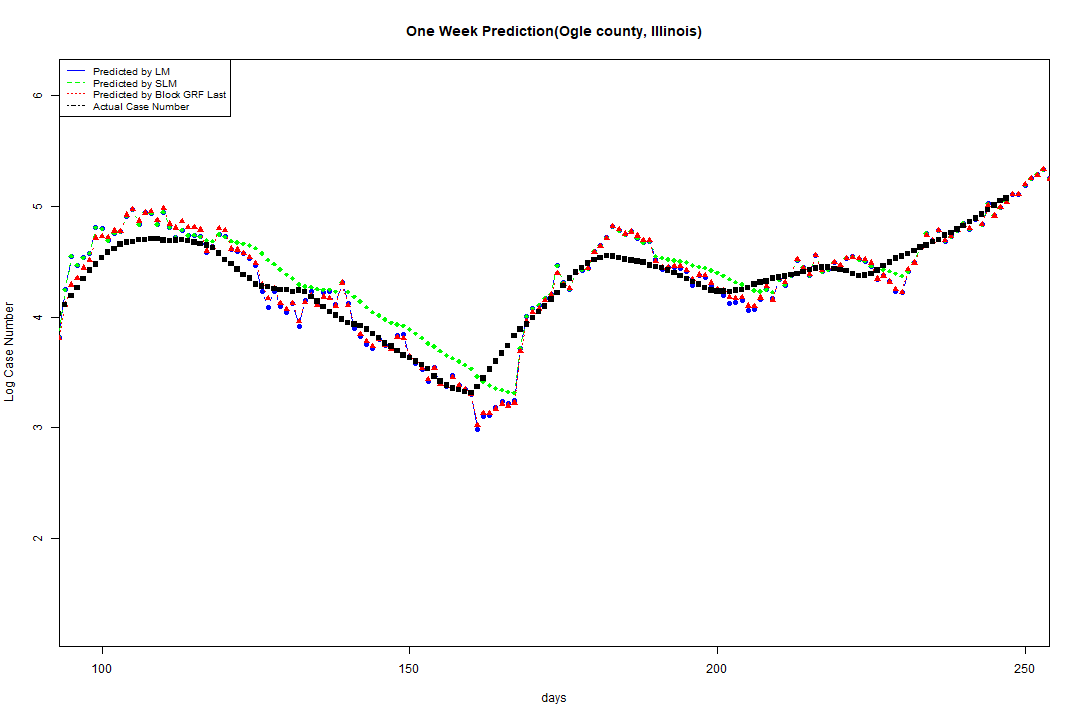 One Week Prediction(Ogle county, Illinois)
Predicted by LM
Predicted by SLM
Predicted by Block GRF Last
Actual Case Number
6
5
4
3
2
Log Case Number
100 150 200 250
days